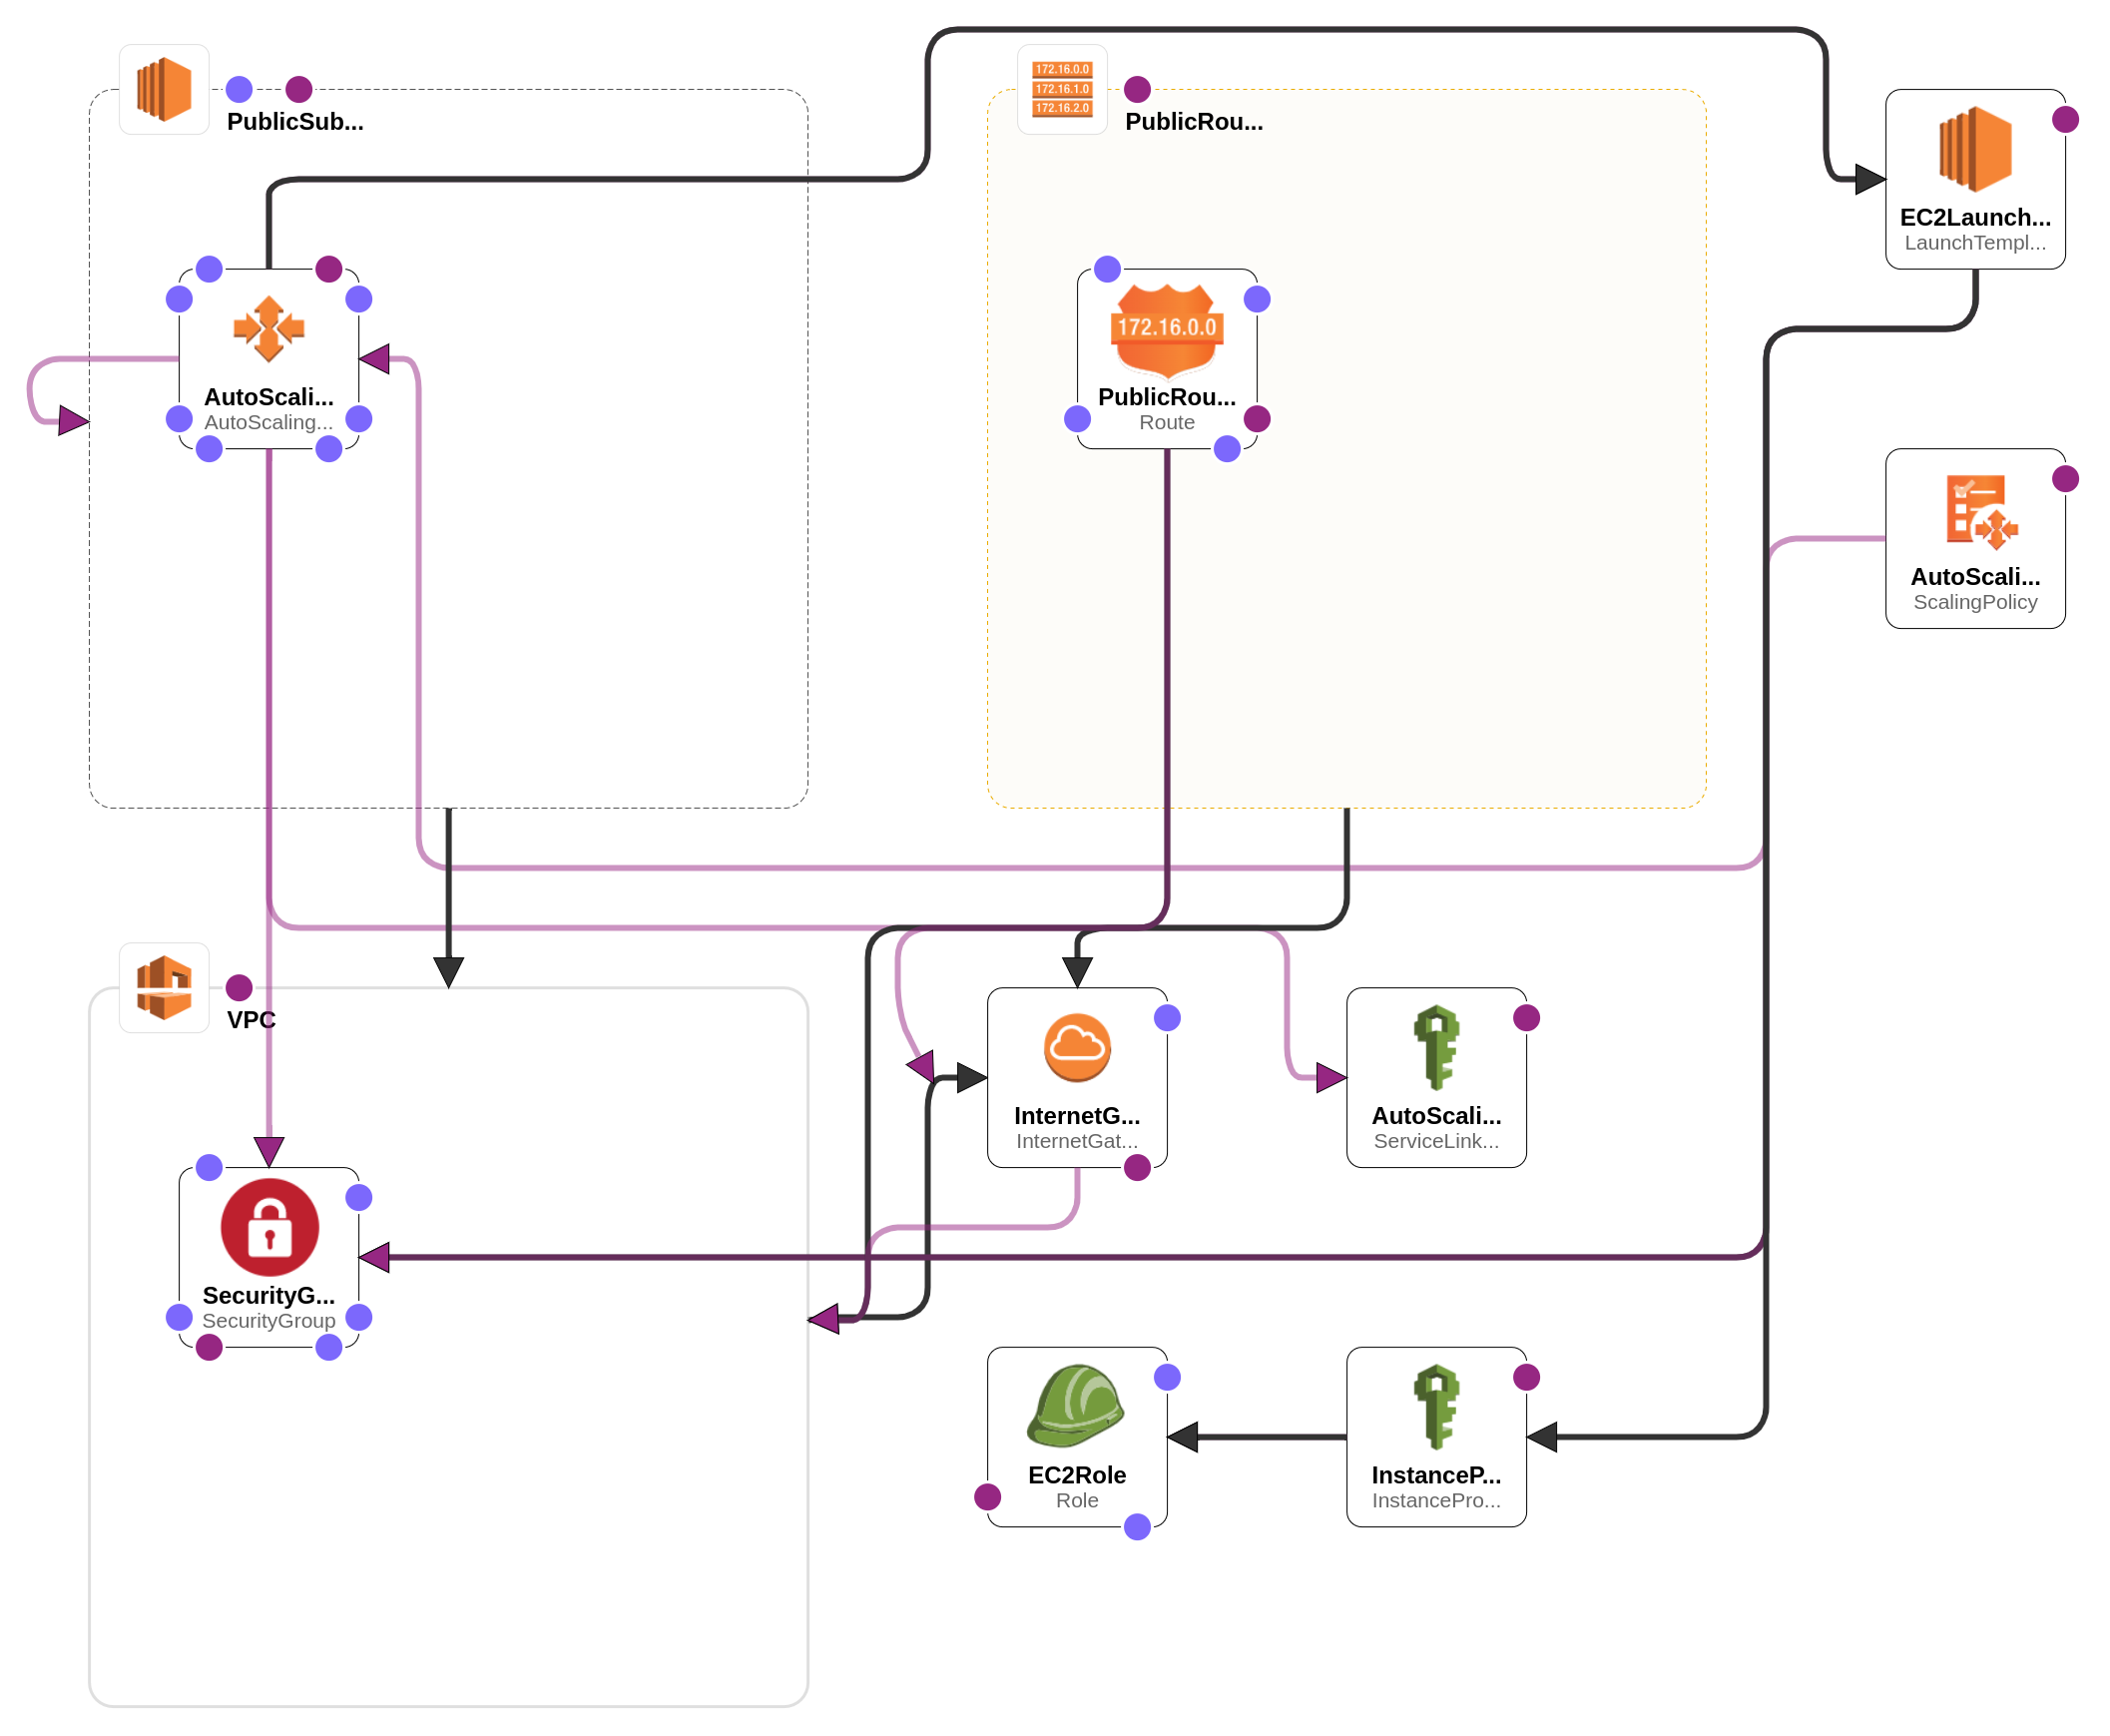 PublicSub...
172.16.0.0
172.16.1.0
172.16.2.0
PublicRou...
EC2Launch...
LaunchTempl...
AutoScali...
AutoScaling...
172.16.0.0
PublicRou...
Route
AutoScali...
ScalingPolicy
VPC
InternetG...
InternetGat...
AutoScali...
ServiceLink...
SecurityG...
SecurityGroup
EC2Role
Role
InstanceP...
InstancePro...